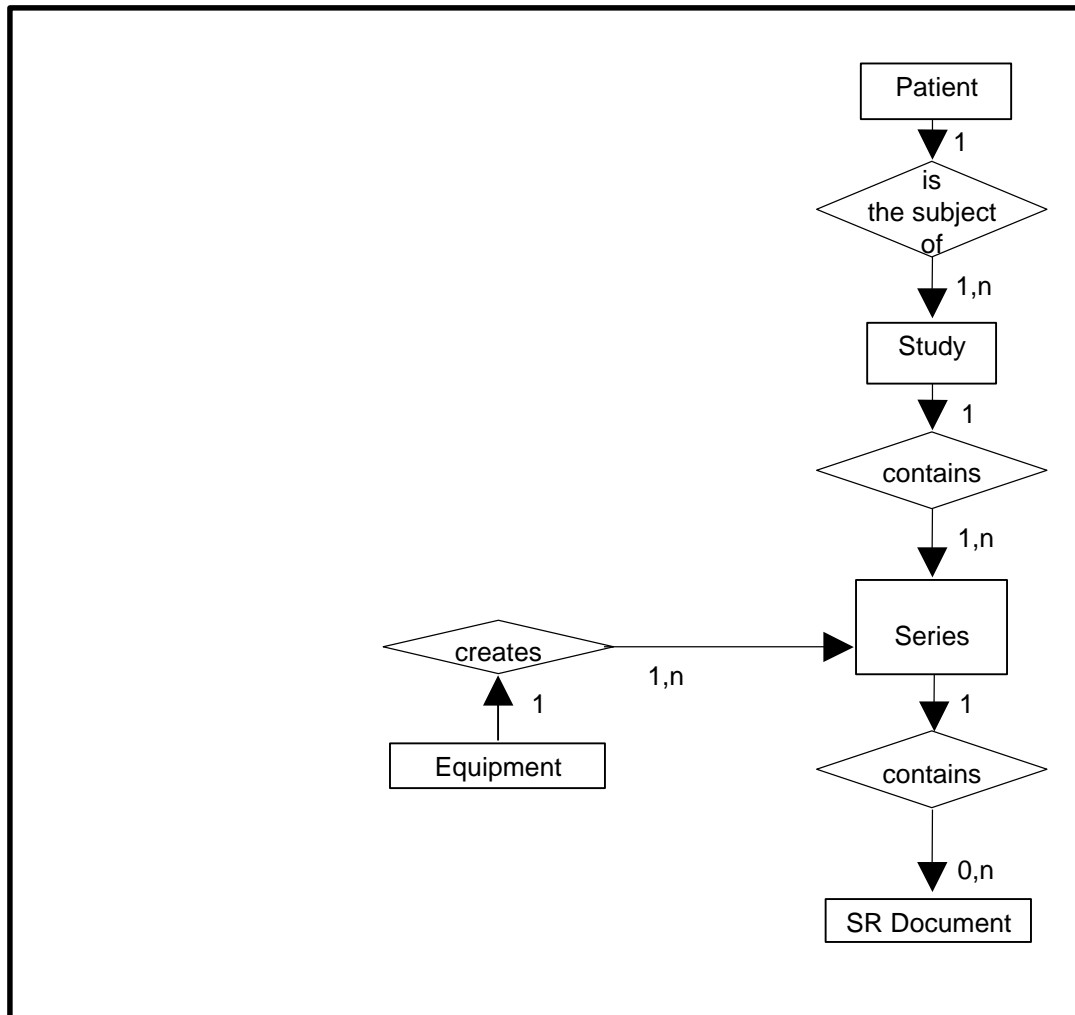 Patient
1
is
the subject
of
1,n
Study
1
contains
1,n
Series
creates
1,n
1
1
Equipment
contains
0,n
SR Document